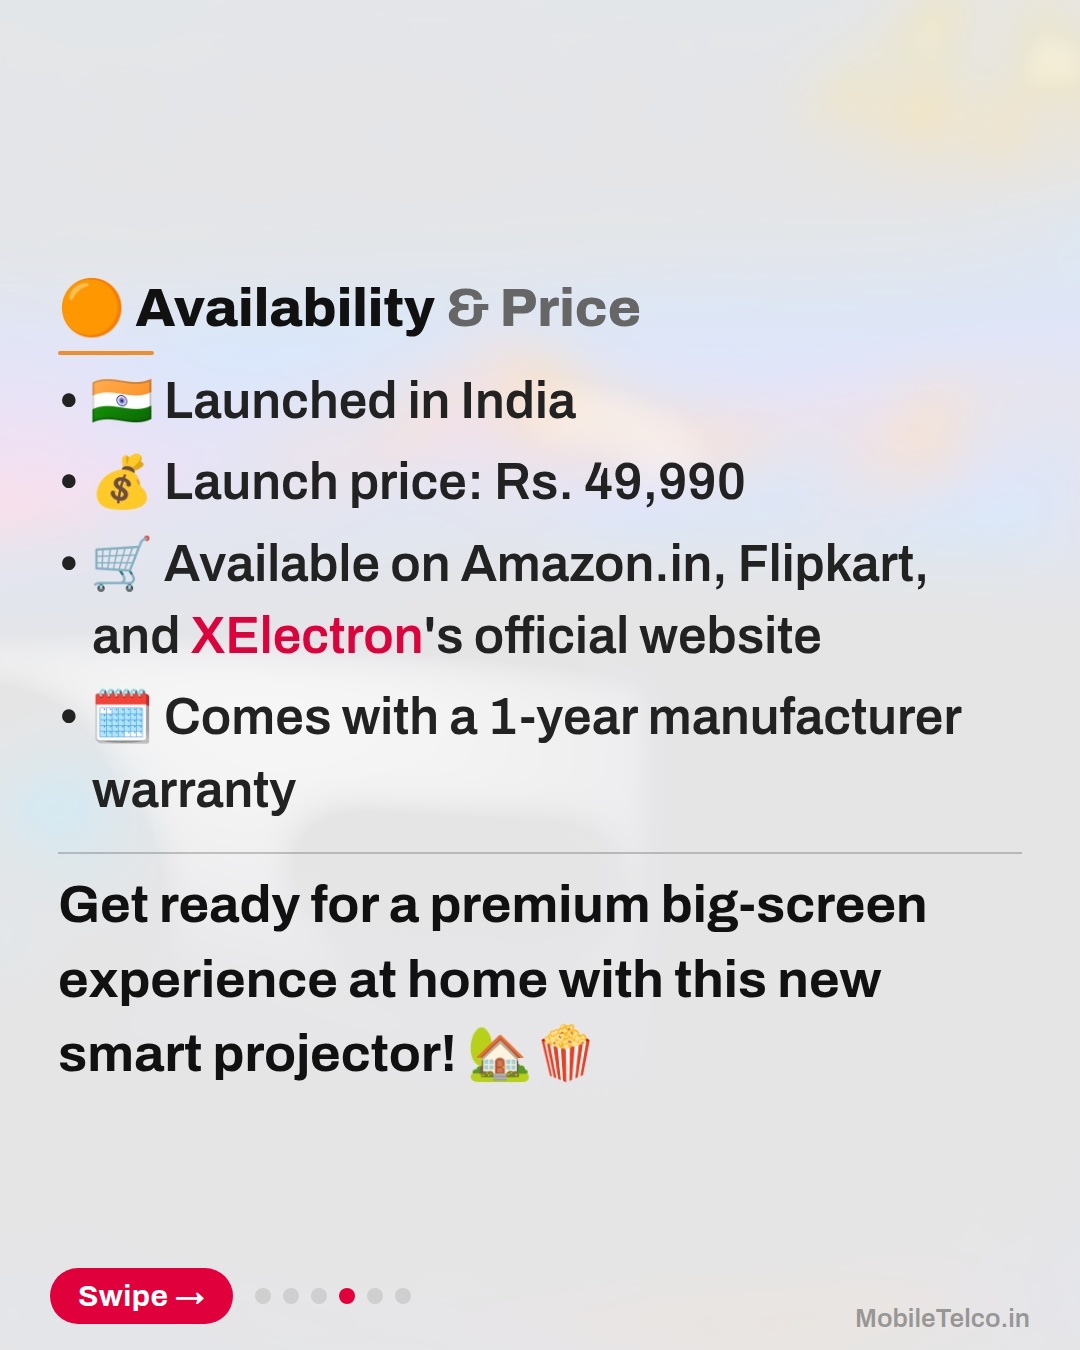 🟠 Availability & Price
• 🇮🇳 Launched in India
• 💰 Launch price: Rs. 49,990
• 🛒 Available on Amazon.in, Flipkart,
and XElectron's official website
• 🗓️ Comes with a 1-year manufacturer
warranty
Get ready for a premium big-screen
experience at home with this new
smart projector! 🏡🍿
Swipe →
MobileTelco.in